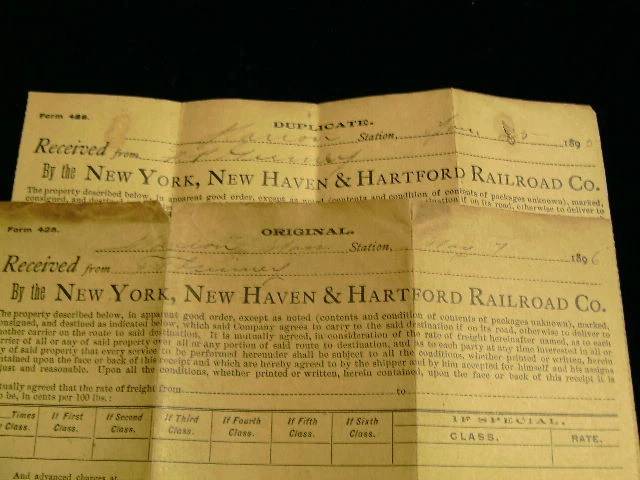 Form 428.
DUPLICATE.
Marion Station, 25 189
Received from
By the NEW YORK, NEW HAVEN & HARTFORD RAILROAD CO.
The property described below, in apparent good order, except as noted (contents and condition of contents of packages unknown), marked,
consigned, and destined
Form 428.
ORIGINAL.
Marion Mass Station, May 7 1896
Received from
By the NEW YORK, NEW HAVEN & HARTFORD RAILROAD CO.
The property described below, in apparent good order, except as noted (contents and condition of contents of packages unknown), marked,
consigned, and destined as indicated below, which said Company agrees to carry to the said destination if on its road, otherwise to deliver to
another carrier on the route to said destination. It is mutually agreed, in consideration of the rate of freight hereinafter named, as to each
carrier of all or any of said property over all or any portion of said route to destination, and as to each party at any time interested in all or
any of said property that every service to be performed hereunder shall be subject to all the conditions, whether printed or written, herein
contained upon the face or back of this receipt and which are hereby agreed to by the shipper and by him accepted for himself and his assigns
just and reasonable. Upon all the conditions, whether printed or written, herein contained, upon the face or back of this receipt it is
mutually agreed that the rate of freight from to
to be, in cents per 100 lbs.:
Times Class. If First Class. If Second Class. If Third Class. If Fourth Class. If Fifth Class. If Sixth Class. IF SPECIAL. CLASS. RATE.
And advanced charges at